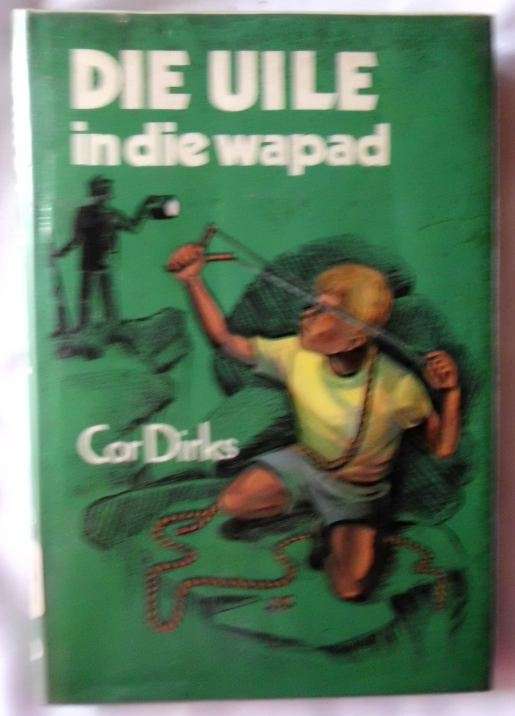 DIE UILE
in die wapad
Cor Dirks